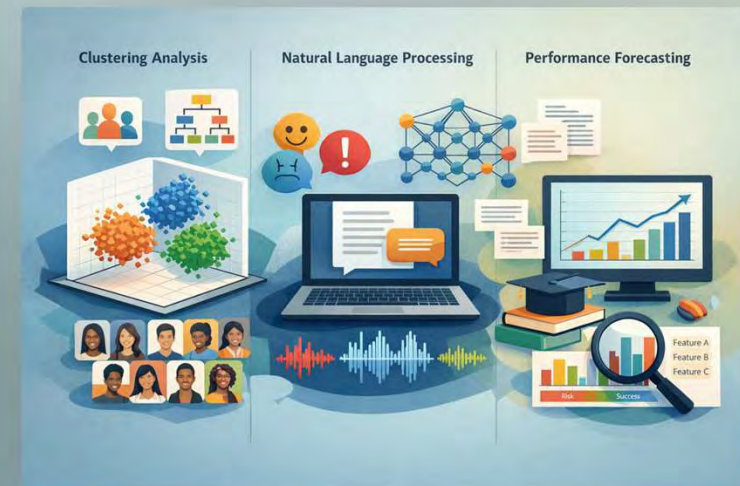 Clustering Analysis
Natural Language Processing
Performance Forecasting
!
Feature A
Feature B
Feature C
Risk
Success